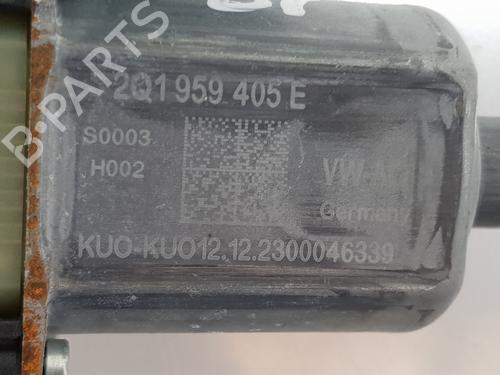 2Q1 959 405 E
S0003
H002
VW-AG
Germany
KUO-KUO12.12.2300046339
B-PARTS